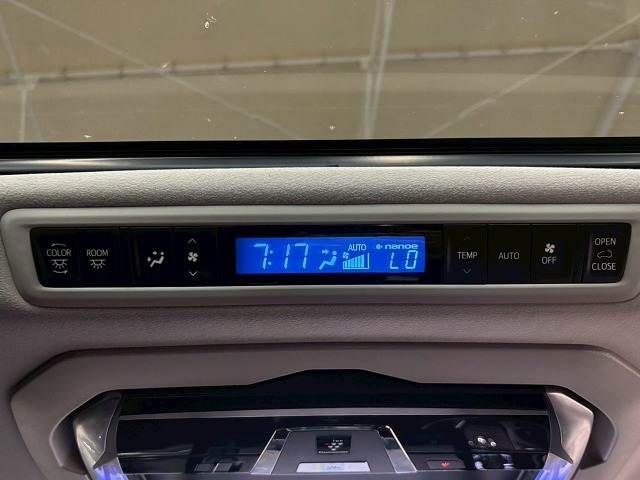 COLOR
ROOM
7:17
AUTO
nanoe
LO
TEMP
AUTO
OFF
OPEN
CLOSE